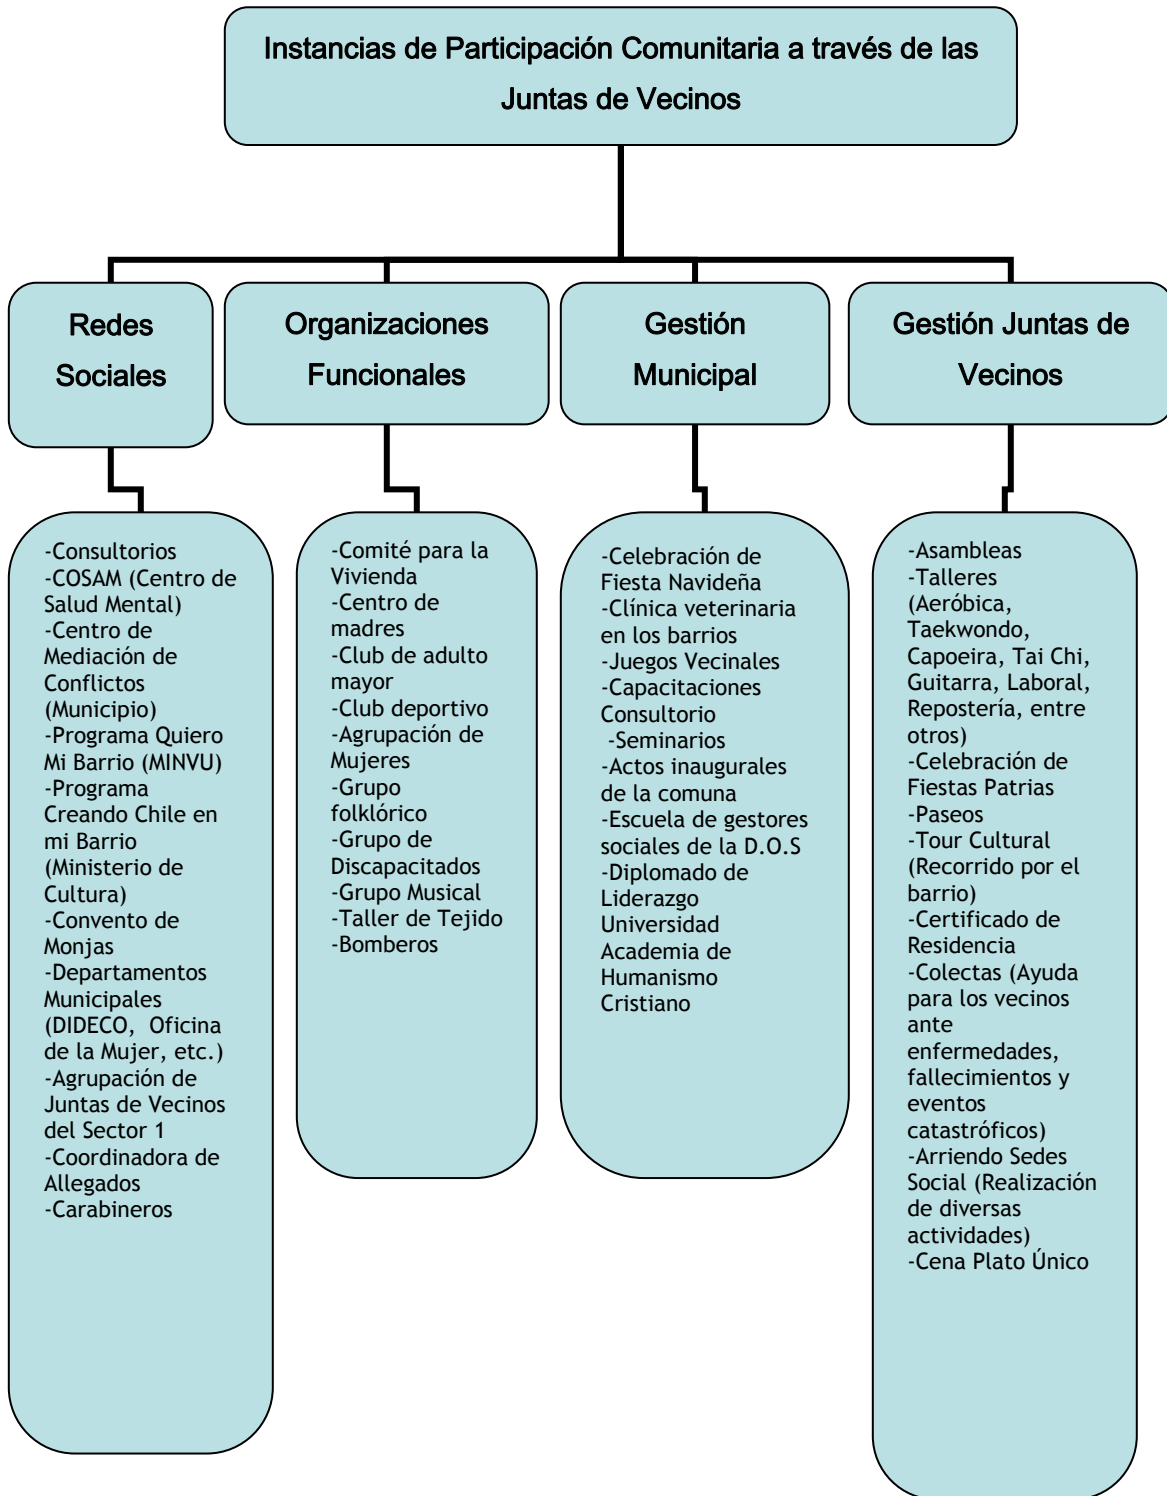 Instancias de Participación Comunitaria a través de las
Juntas de Vecinos
Redes
Sociales
Organizaciones
Funcionales
Gestión
Municipal
Gestión Juntas de
Vecinos
-Consultorios
-COSAM (Centro de
Salud Mental)
-Centro de
Mediación de
Conflictos
(Municipio)
-Programa Quiero
Mi Barrio (MINVU)
-Programa
Creando Chile en
mi Barrio
(Ministerio de
Cultura)
-Convento de
Monjas
-Departamentos
Municipales
(DIDECO, Oficina
de la Mujer, etc.)
-Agrupación de
Juntas de Vecinos
del Sector 1
-Coordinadora de
Allegados
-Carabineros
-Comité para la
Vivienda
-Centro de
madres
-Club de adulto
mayor
-Club deportivo
-Agrupación de
Mujeres
-Grupo
folklórico
-Grupo de
Discapacitados
-Grupo Musical
-Taller de Tejido
-Bomberos
-Celebración de
Fiesta Navideña
-Clínica veterinaria
en los barrios
-Juegos Vecinales
-Capacitaciones
Consultorio
-Seminarios
-Actos inaugurales
de la comuna
-Escuela de gestores
sociales de la D.O.S
-Diplomado de
Liderazgo
Universidad
Academia de
Humanismo
Cristiano
-Asambleas
-Talleres
(Aeróbica,
Taekwondo,
Capoeira, Tai Chi,
Guitarra, Laboral,
Repostería, entre
otros)
-Celebración de
Fiestas Patrias
-Paseos
-Tour Cultural
(Recorrido por el
barrio)
-Certificado de
Residencia
-Colectas (Ayuda
para los vecinos
ante
enfermedades,
fallecimientos y
eventos
catastróficos)
-Arriendo Sedes
Social (Realización
de diversas
actividades)
-Cena Plato Único